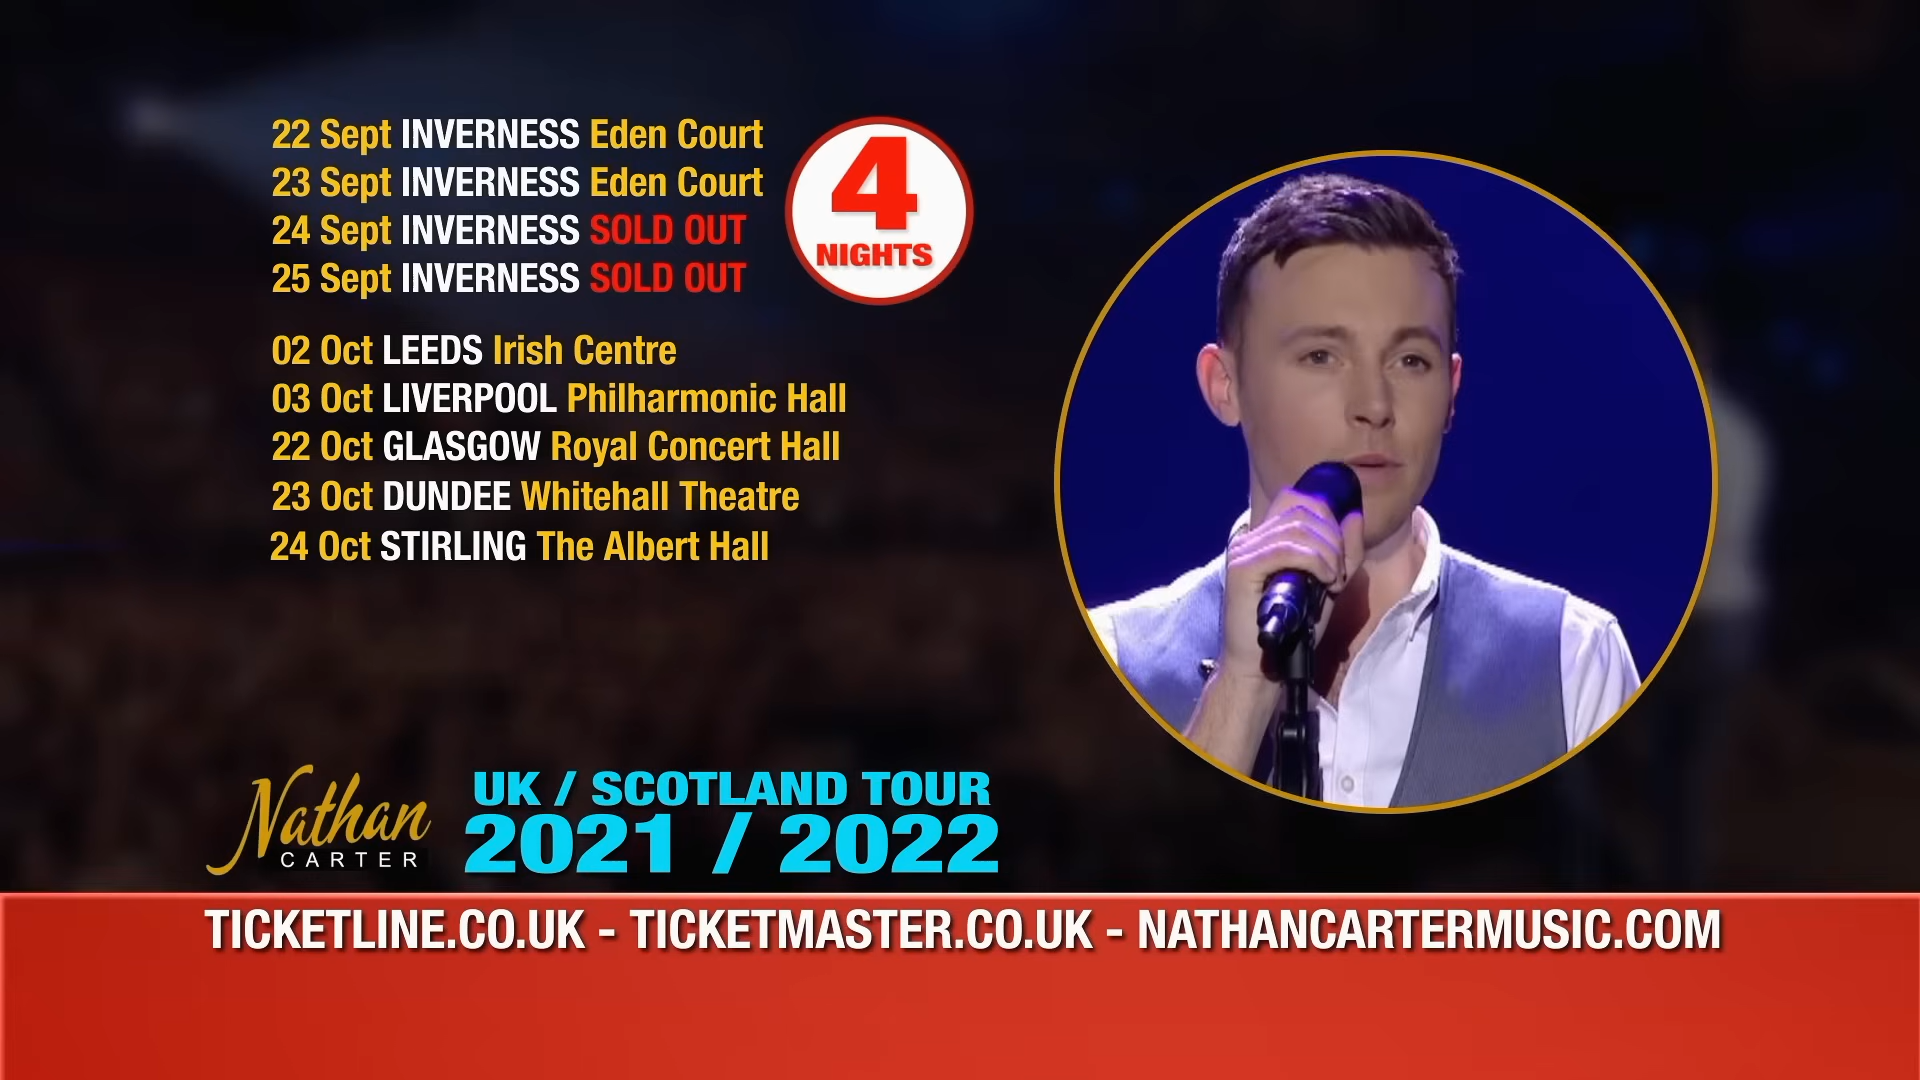 22 Sept INVERNESS Eden Court
23 Sept INVERNESS Eden Court
24 Sept INVERNESS SOLD OUT
25 Sept INVERNESS SOLD OUT
4
NIGHTS
02 Oct LEEDS Irish Centre
03 Oct LIVERPOOL Philharmonic Hall
22 Oct GLASGOW Royal Concert Hall
23 Oct DUNDEE Whitehall Theatre
24 Oct STIRLING The Albert Hall
Nathan
CARTER
UK / SCOTLAND TOUR
2021 / 2022
TICKETLINE.CO.UK - TICKETMASTER.CO.UK - NATHANCARTERMUSIC.COM